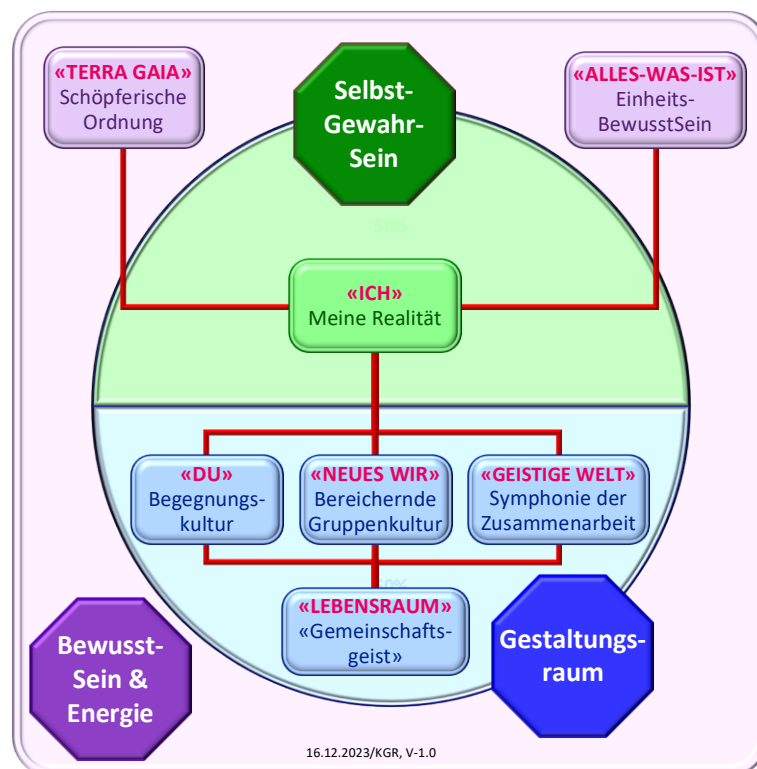 «TERRA GAIA»
Schöpferische
Ordnung
Selbst-
Gewahr-
Sein
«ALLES-WAS-IST»
Einheits-
BewusstSein
50%
«ICH»
Meine Realität
«DU»
Begegnungs-
kultur
«NEUES WIR»
Bereichernde
Gruppenkultur
«GEISTIGE WELT»
Symphonie der
Zusammenarbeit
50%
«LEBENSRAUM»
«Gemeinschafts-
geist»
Bewusst-
Sein &
Energie
Gestaltungs-
raum
16.12.2023/KGR, V-1.0